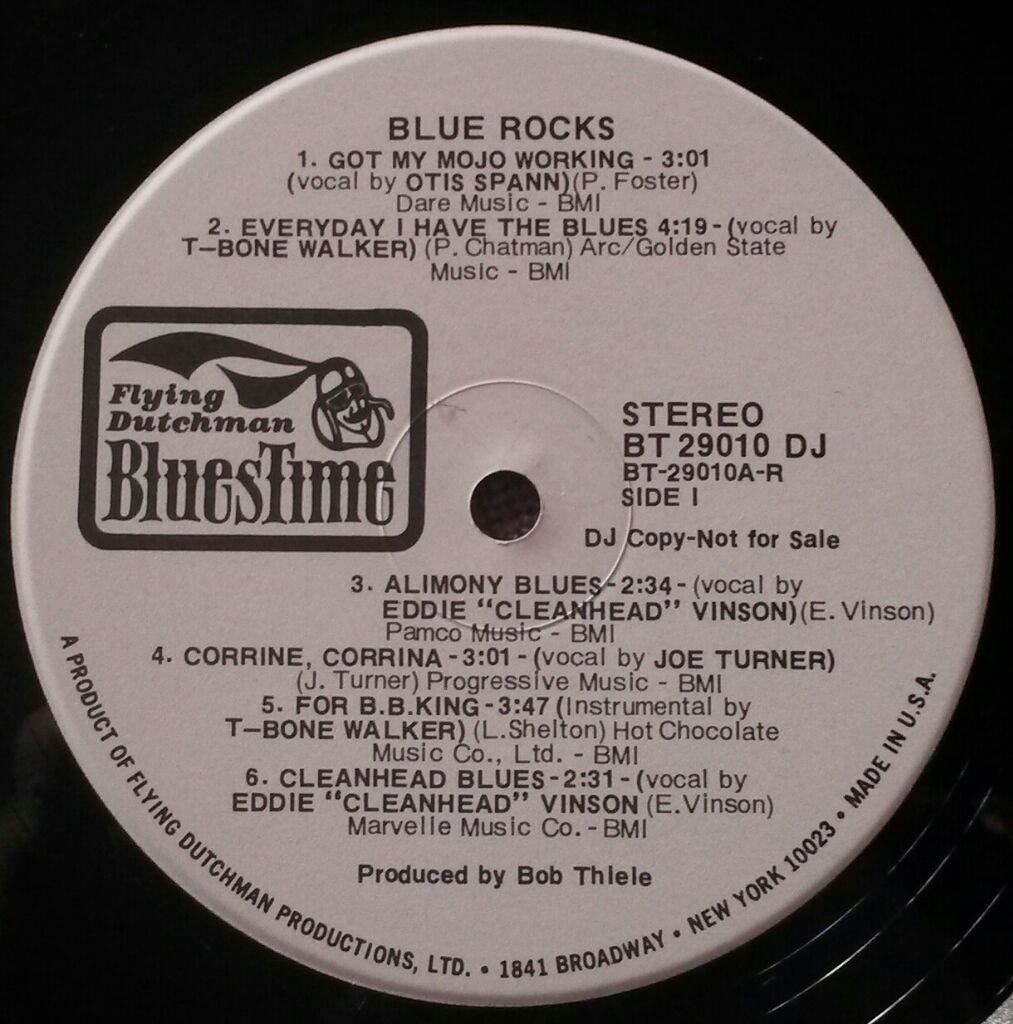 BLUE ROCKS
1. GOT MY MOJO WORKING - 3:01
(vocal by OTIS SPANN)(P. Foster)
Dare Music - BMI
2. EVERYDAY I HAVE THE BLUES 4:19-(vocal by
T-BONE WALKER) (P. Chatman) Arc/Golden State
Music - BMI
Flying
Dutchman
BluesTime
STEREO
BT 29010 DJ
BT-29010A-R
SIDE I
DJ Copy-Not for Sale
3. ALIMONY BLUES-2:34-(vocal by
EDDIE "CLEANHEAD" VINSON)(E. Vinson)
Pamco Music - BMI
4. CORRINE, CORRINA-3:01-(vocal by JOE TURNER)
(J. Turner) Progressive Music - BMI
5. FOR B.B.KING-3:47 (Instrumental by
T-BONE WALKER) (L.Shelton) Hot Chocolate
Music Co., Ltd. - BMI
6. CLEANHEAD BLUES-2:31-(vocal by
EDDIE "CLEANHEAD" VINSON (E.Vinson)
Marvelle Music Co.-BMI
Produced by Bob Thiele
A PRODUCT OF FLYING DUTCHMAN PRODUCTIONS, LTD. • 1841 BROADWAY • NEW YORK 10023 • MADE IN U.S.A.